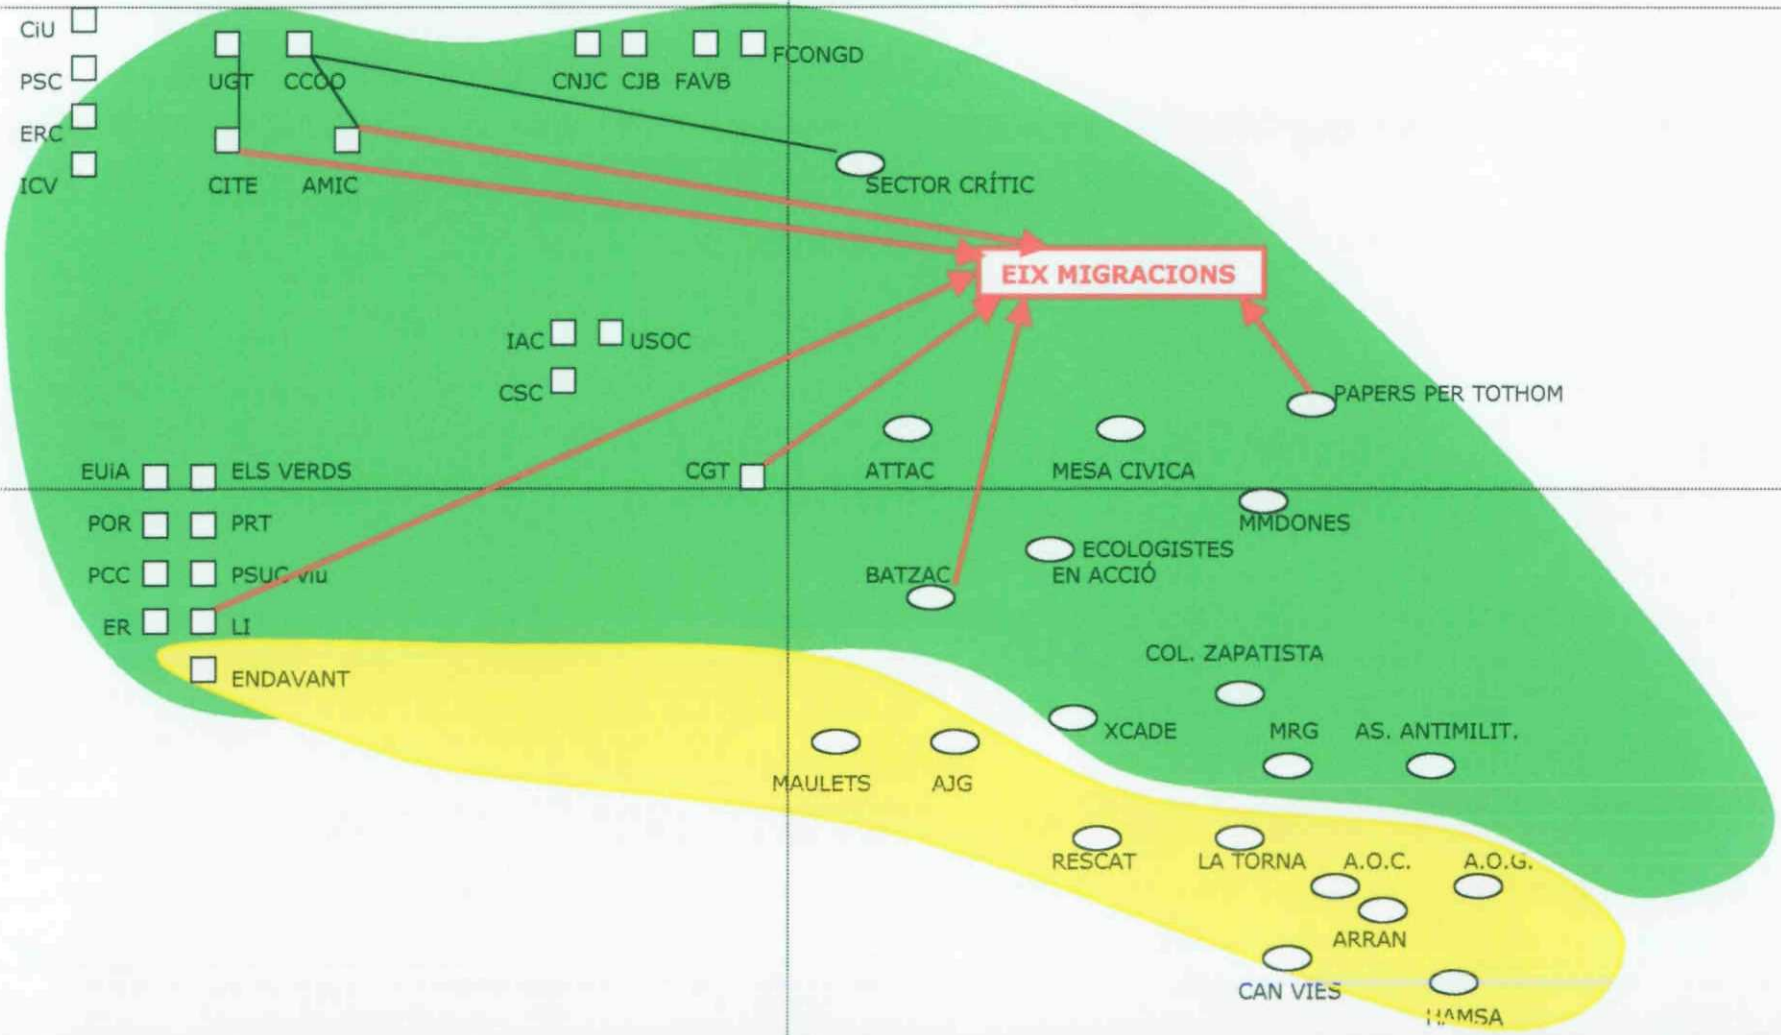 CiU
PSC
UGT
CCOO
CNJC
CJB
FAVB
FCONGD
ERC
ICV
CITE
AMIC
SECTOR CRÍTIC
EIX MIGRACIONS
IAC
USOC
CSC
PAPERS PER TOTHOM
EUiA
ELS VERDS
CGT
ATTAC
MESA CIVICA
POR
PRT
MMDONES
PCC
PSUC viu
BATZAC
ECOLOGISTES
EN ACCIÓ
ER
LI
ENDAVANT
COL. ZAPATISTA
XCADE
MRG
AS. ANTIMILIT.
MAULETS
AJG
RESCAT
LA TORNA
A.O.C.
A.O.G.
ARRAN
CAN VIES
HAMSA